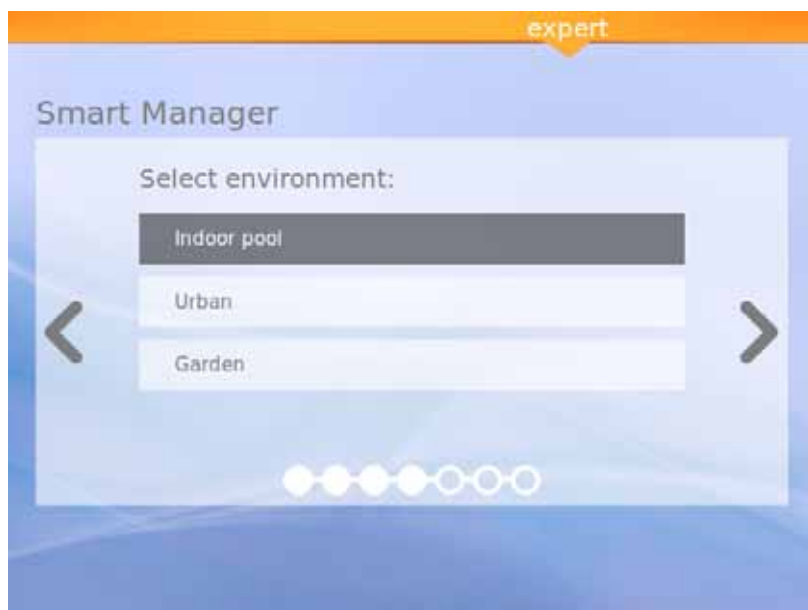 expert
Smart Manager
Select environment:
Indoor pool
Urban
Garden